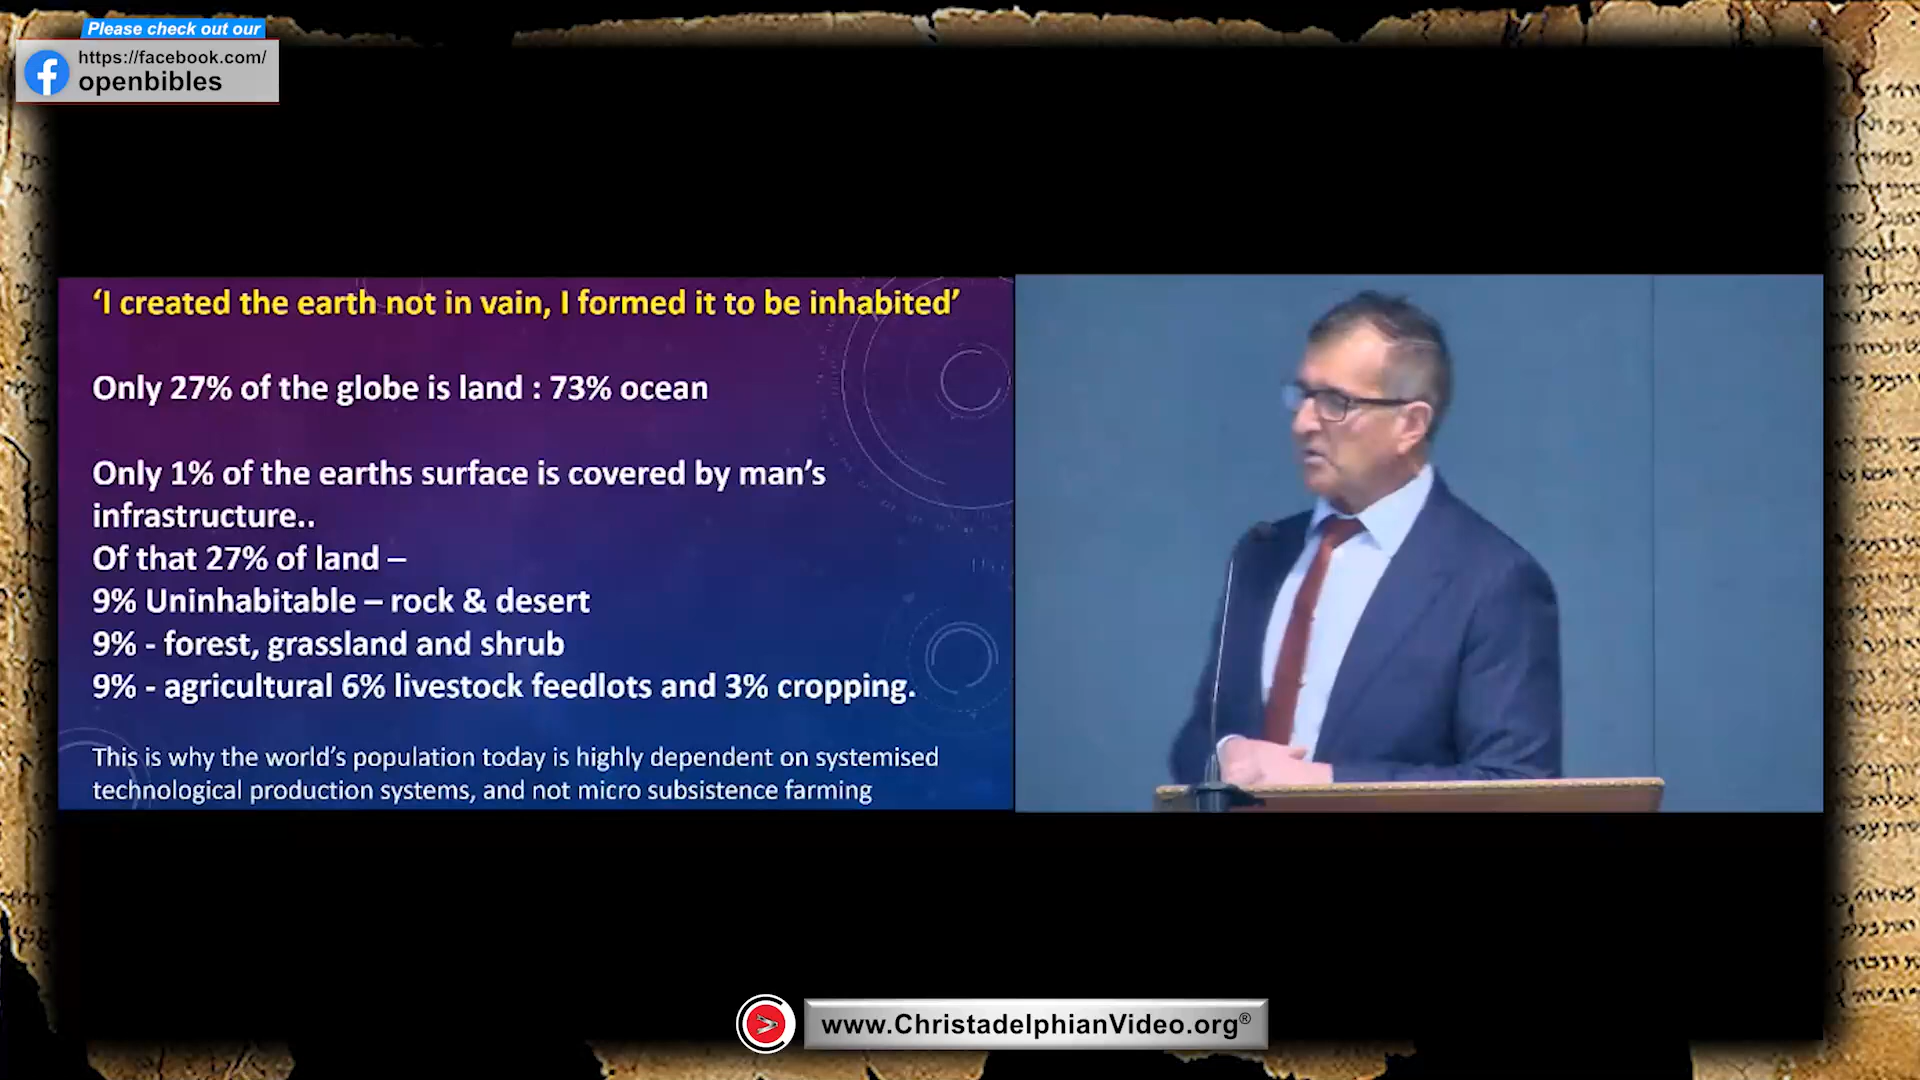 Please check out our
https://facebook.com/
openbibles
‘I created the earth not in vain, I formed it to be inhabited’
Only 27% of the globe is land : 73% ocean
Only 1% of the earths surface is covered by man’s
infrastructure..
Of that 27% of land –
9% Uninhabitable – rock & desert
9% - forest, grassland and shrub
9% - agricultural 6% livestock feedlots and 3% cropping.
This is why the world’s population today is highly dependent on systemised
technological production systems, and not micro subsistence farming
www.ChristadelphianVideo.org®